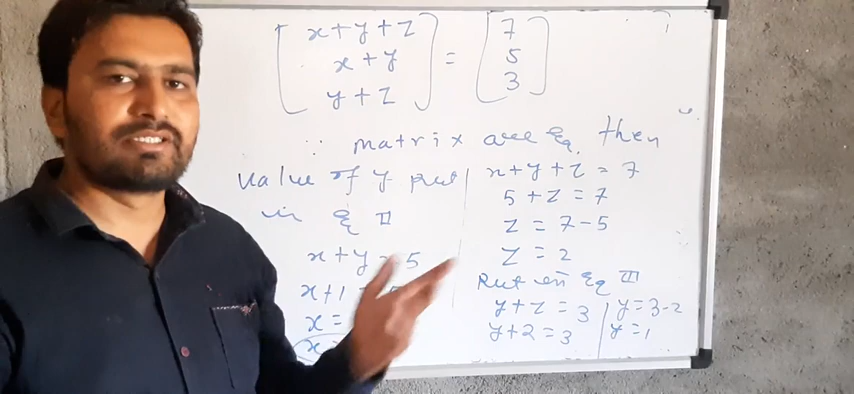 x+y+z 7
x+y = 5
y+z 3
∵ matrix are Eq. then
value of y put
in Eq II
x+y = 5
x+1 =
x =
x
x+y+z = 7
5+z = 7
z = 7-5
z = 2
Put in Eq III
y+z = 3
y+2 = 3
y = 3-2
y = 1